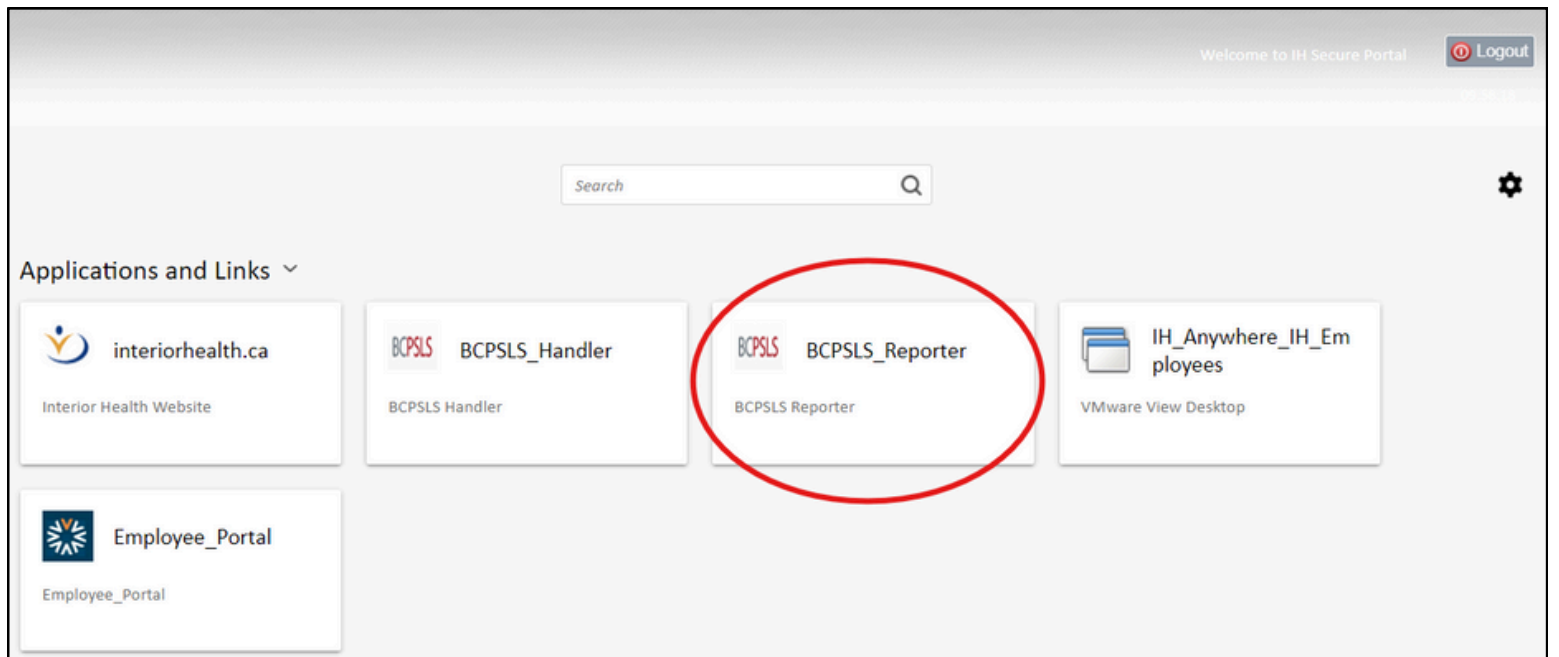 Welcome to IH Secure Portal
Logout
Search
Applications and Links
interiorhealth.ca
Interior Health Website
BCPSLS
BCPSLS_Handler
BCPSLS Handler
BCPSLS
BCPSLS_Reporter
BCPSLS Reporter
IH_Anywhere_IH_Em
ployees
VMware View Desktop
Employee_Portal
Employee_Portal